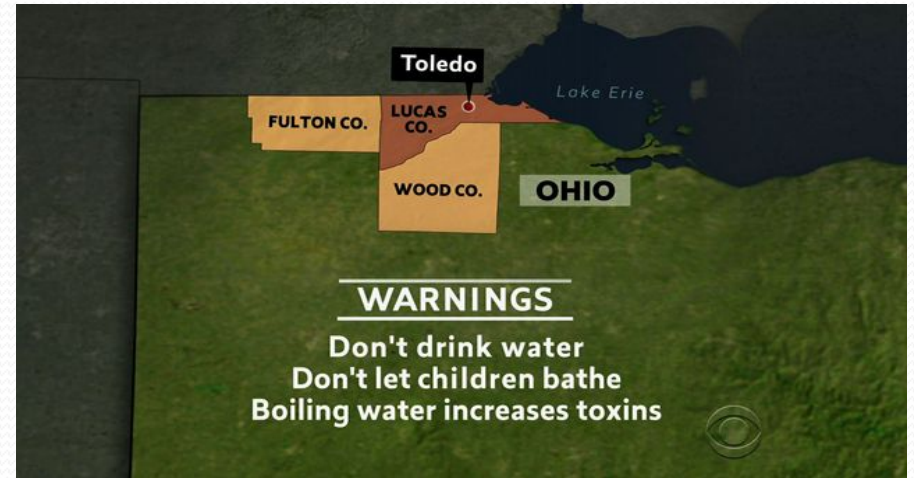 Toledo
Lake Erie
FULTON CO.
LUCAS
CO.
WOOD CO.
OHIO
WARNINGS
Don't drink water
Don't let children bathe
Boiling water increases toxins